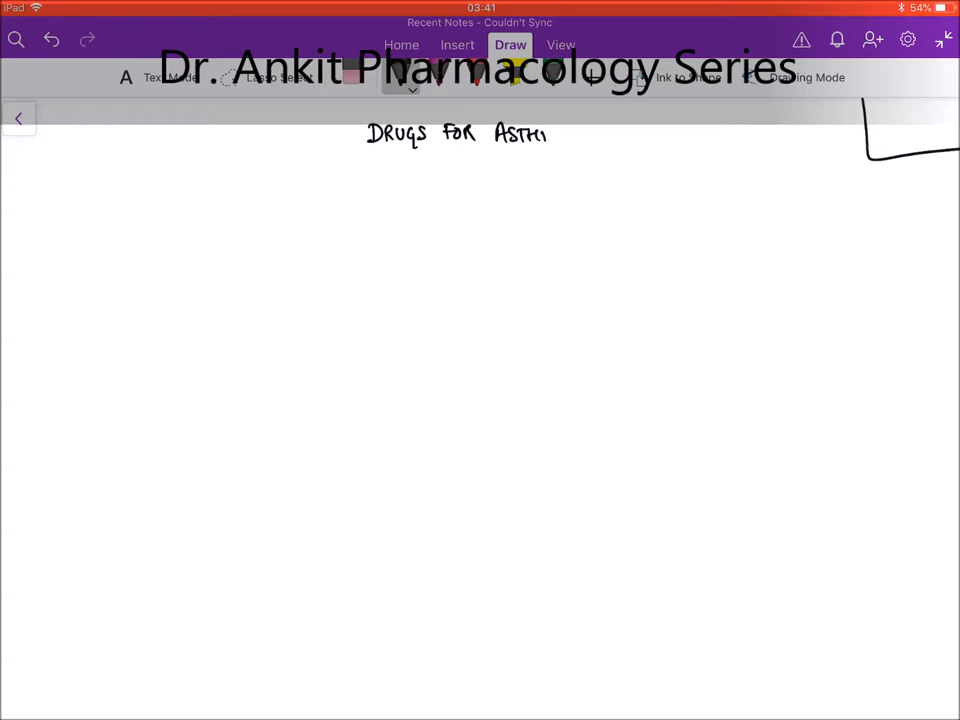 iPad 03:41 54%
Recent Notes - Couldn't Sync
Home Insert Draw View
Dr. Ankit Pharmacology Series
A Text Mode Lasso Select Ink to Shape Drawing Mode
DRUGS FOR ASTH